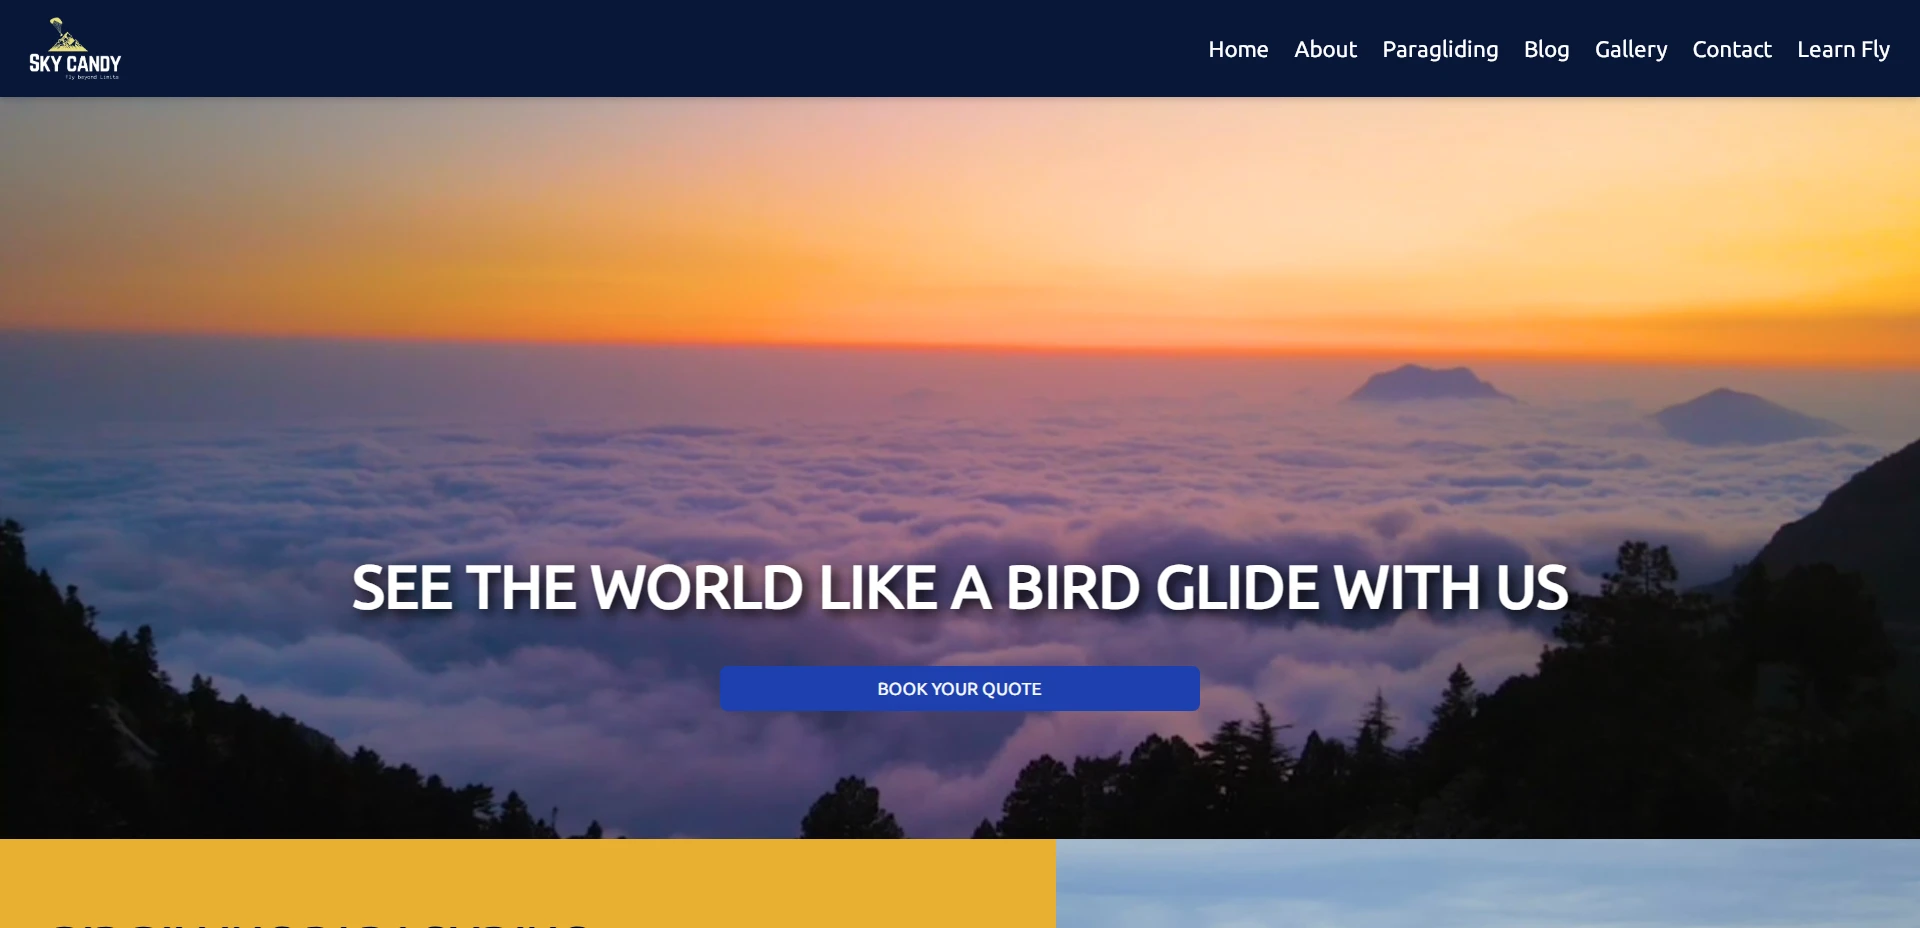 SKY CANDY
Fly beyond Limits
Home About Paragliding Blog Gallery Contact Learn Fly
SEE THE WORLD LIKE A BIRD GLIDE WITH US
BOOK YOUR QUOTE